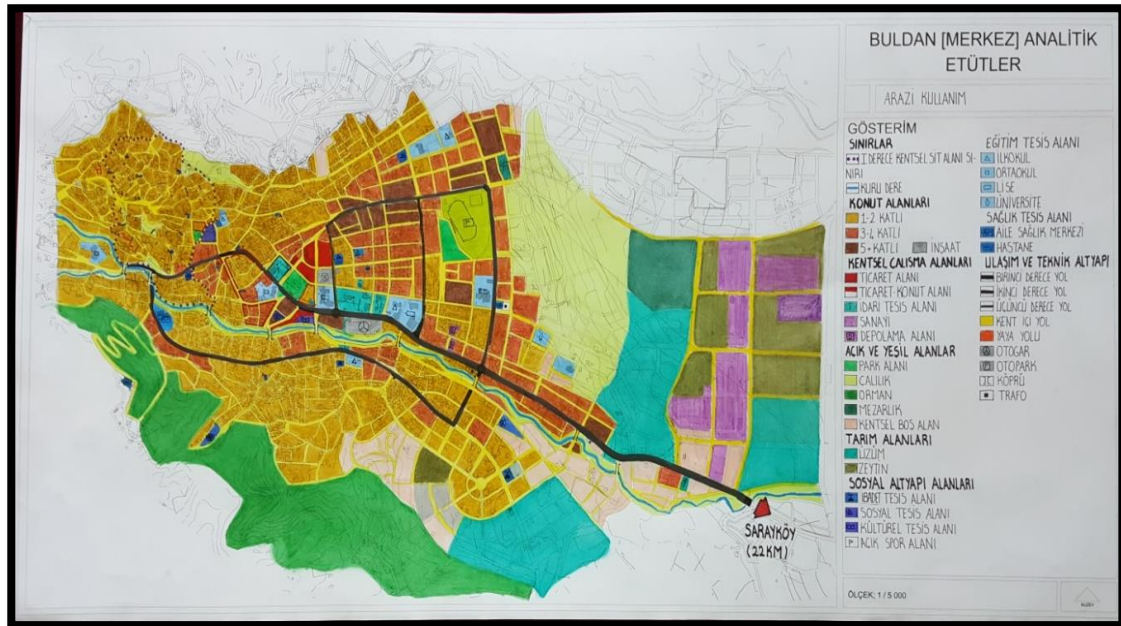 BULDAN [MERKEZ] ANALİTİK
ETÜTLER
ARAZİ KULLANIM
GÖSTERİM
SINIRLAR
I DERECE KENTSEL SİT ALANI SI-
NIRI
KURU DERE
KONUT ALANLARI
1-2 KATLI
3-4 KATLI
5+KATLI
İNŞAAT
KENTSEL ÇALIŞMA ALANLARI
TİCARET ALANI
TİCARET-KONUT ALANI
İDARİ TESİS ALANI
SANAYİ
DEPOLAMA ALANI
AÇIK VE YEŞİL ALANLAR
PARK ALANI
ÇALILIK
ORMAN
MEZARLIK
KENTSEL BOŞ ALAN
TARIM ALANLARI
ÜZÜM
ZEYTİN
SOSYAL ALTYAPI ALANLARI
İBADET TESİS ALANI
SOSYAL TESİS ALANI
KÜLTÜREL TESİS ALANI
AÇIK SPOR ALANI
EĞİTİM TESİS ALANI
İLKOKUL
ORTAOKUL
LİSE
ÜNİVERSİTE
SAĞLIK TESİS ALANI
AİLE SAĞLIK MERKEZİ
HASTANE
ULAŞIM VE TEKNİK ALTYAPI
BİRİNCİ DERECE YOL
İKİNCİ DERECE YOL
ÜÇÜNCÜ DERECE YOL
KENT İÇİ YOL
YAYA YOLU
OTOGAR
OTOPARK
KÖPRÜ
TRAFO
SARAYKÖY
(22KM)
ÖLÇEK; 1 / 5 000
KUZEY